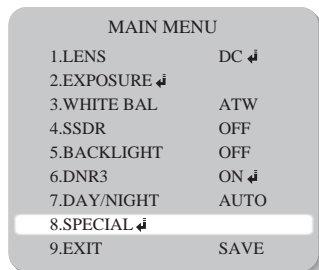 MAIN MENU
1.LENS DC ↲
2.EXPOSURE ↲
3.WHITE BAL ATW
4.SSDR OFF
5.BACKLIGHT OFF
6.DNR3 ON ↲
7.DAY/NIGHT AUTO
8.SPECIAL ↲
9.EXIT SAVE